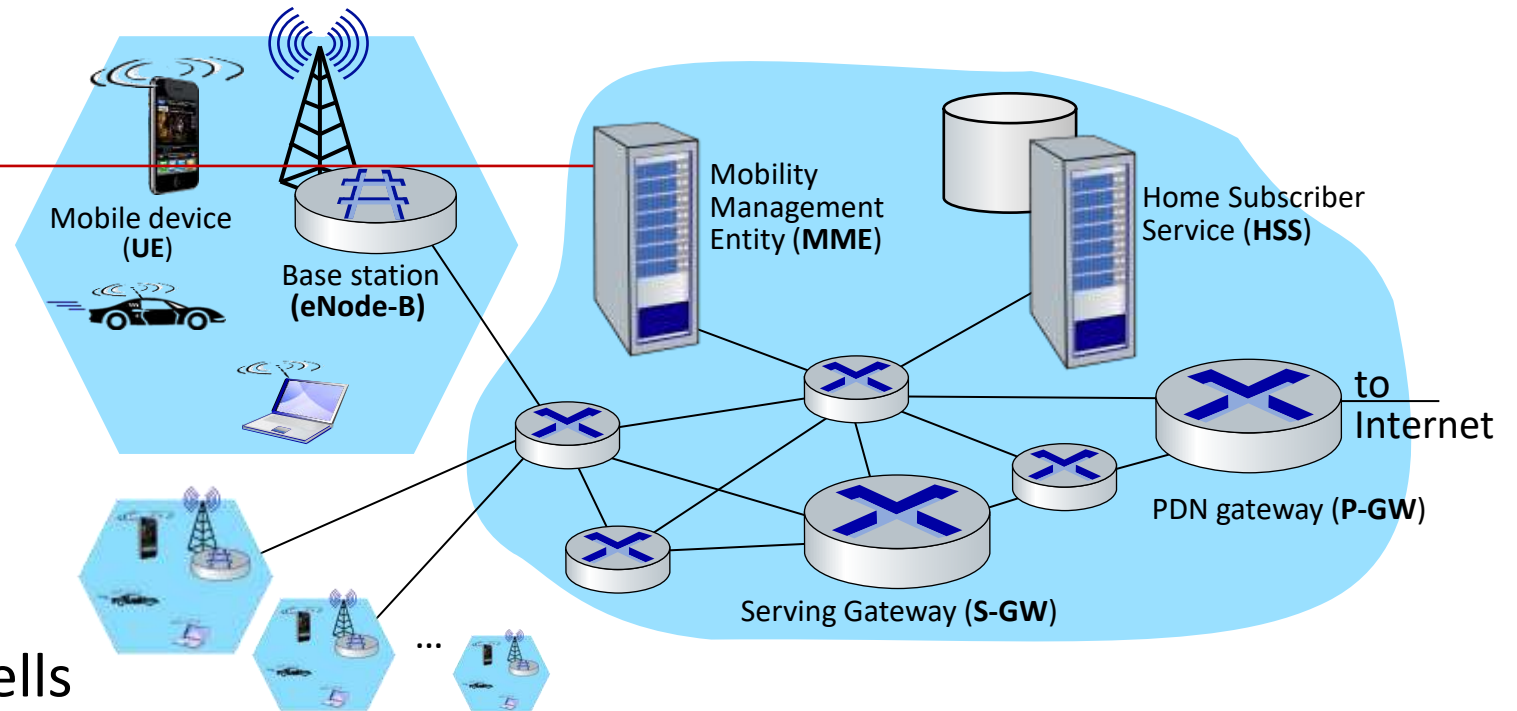 Mobile device
(UE)
Base station
(eNode-B)
Mobility
Management
Entity (MME)
Home Subscriber
Service (HSS)
to
Internet
PDN gateway (P-GW)
Serving Gateway (S-GW)
...
ells